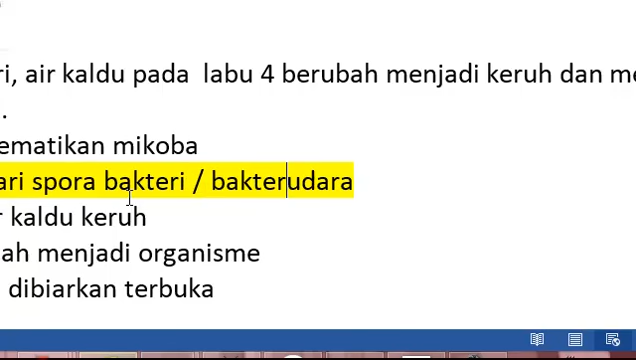 ri, air kaldu pada labu 4 berubah menjadi keruh dan me
.
ematikan mikoba
ari spora bakteri / bakterudara
r kaldu keruh
ah menjadi organisme
dibiarkan terbuka